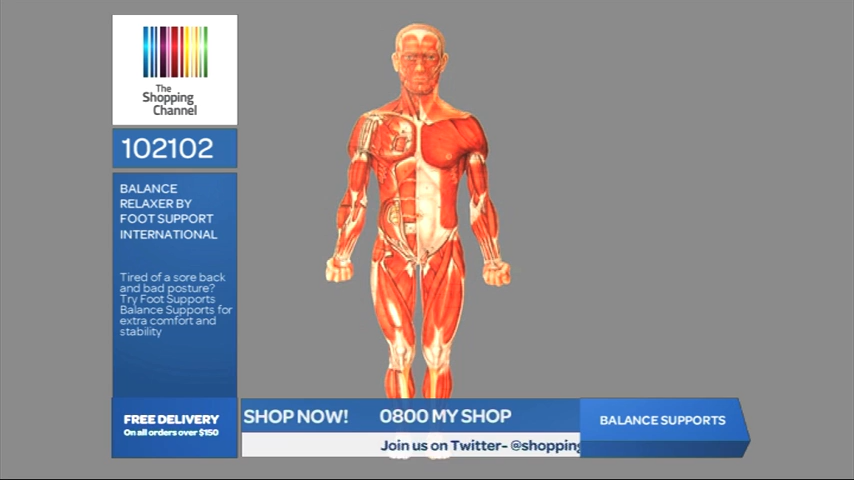 The
Shopping
Channel
102102
BALANCE
RELAXER BY
FOOT SUPPORT
INTERNATIONAL
Tired of a sore back
and bad posture?
Try Foot Supports
Balance Supports for
extra comfort and
stability
FREE DELIVERY
On all orders over $150
SHOP NOW! 0800 MY SHOP
BALANCE SUPPORTS
Join us on Twitter- @shopping